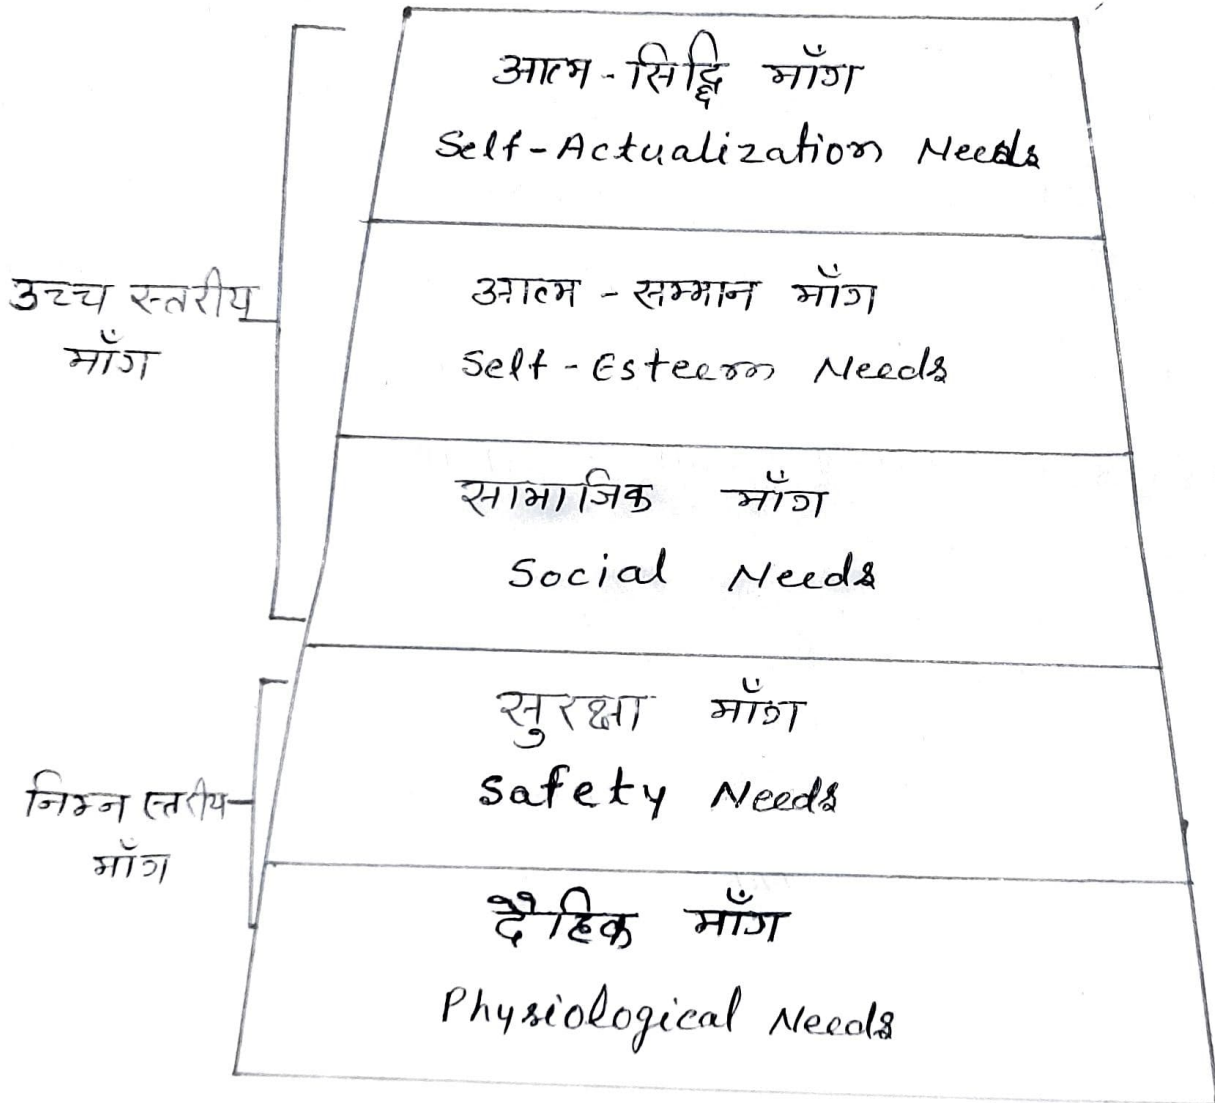 आत्म-सिद्धि माँग
Self-Actualization Needs
उच्च स्तरीय
माँग
आत्म-सम्मान माँग
Self-Esteem Needs
सामाजिक माँग
Social Needs
निम्न स्तरीय
माँग
सुरक्षा माँग
Safety Needs
दैहिक माँग
Physiological Needs